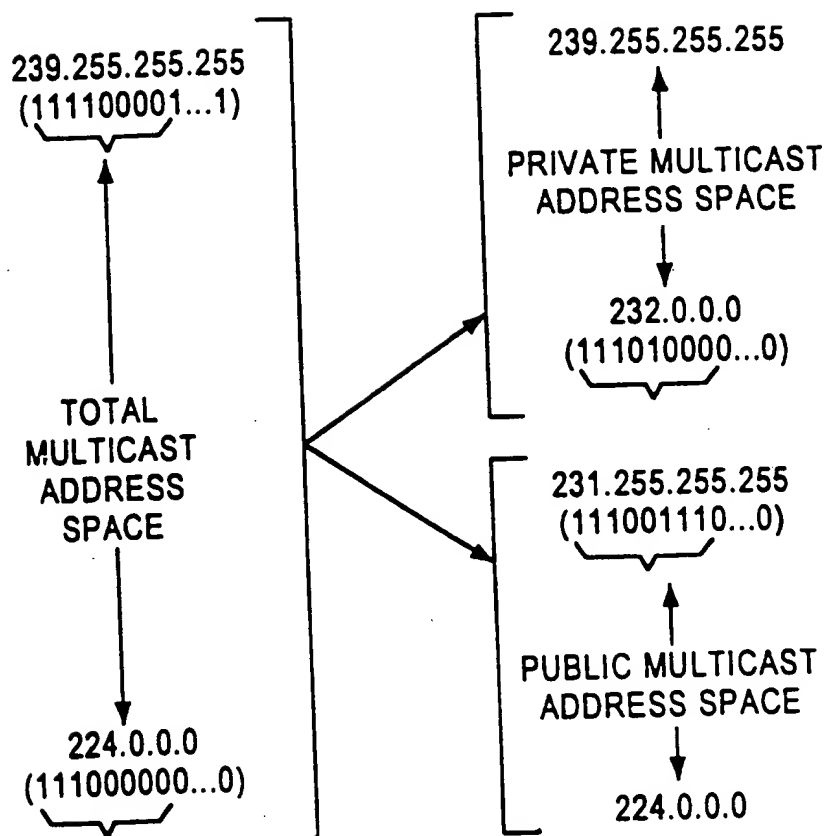 239.255.255.255
(111100001...1)
TOTAL
MULTICAST
ADDRESS
SPACE
224.0.0.0
(111000000...0)
239.255.255.255
PRIVATE MULTICAST
ADDRESS SPACE
232.0.0.0
(111010000...0)
231.255.255.255
(111001110...0)
PUBLIC MULTICAST
ADDRESS SPACE
224.0.0.0